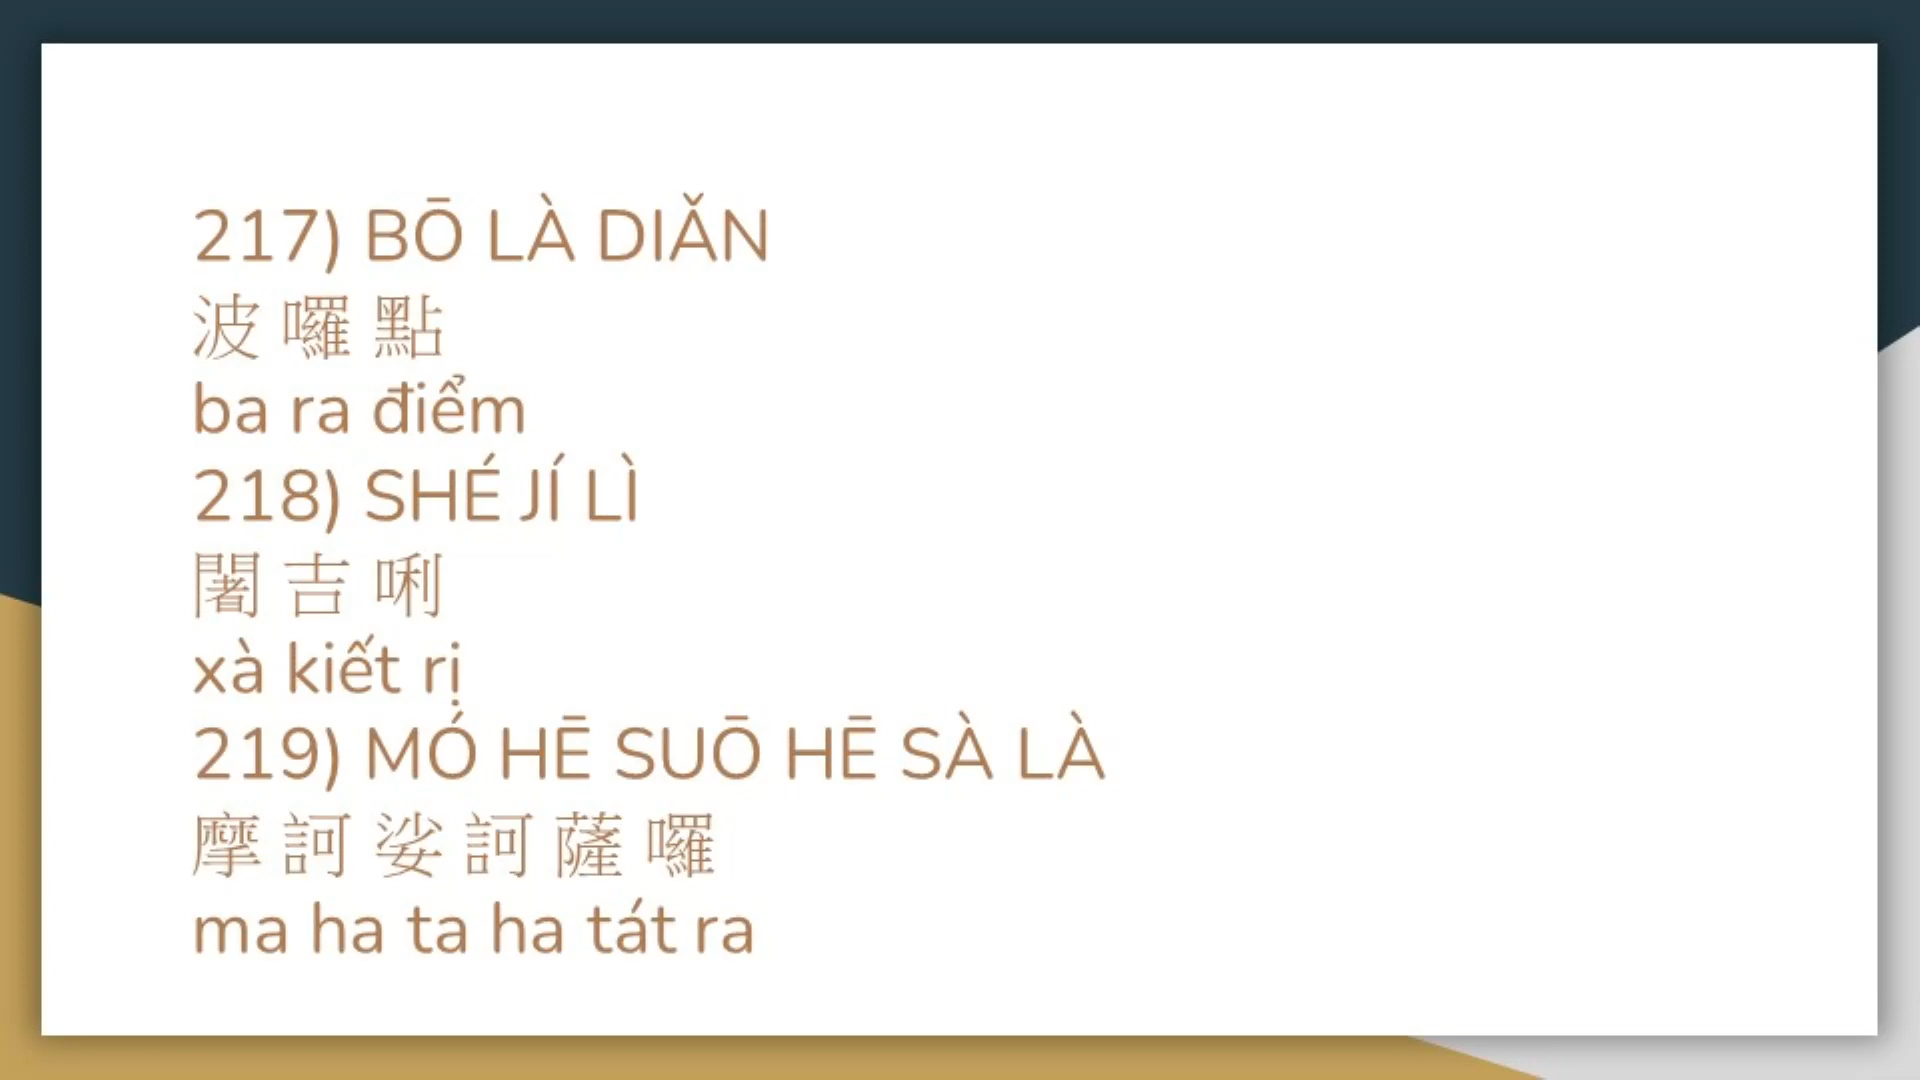 217) BŌ LÀ DIǍN
波 囉 點
ba ra điểm
218) SHÉ JÍ LÌ
闍 吉 唎
xà kiết rị
219) MÓ HĒ SUŌ HĒ SÀ LÀ
摩 訶 娑 訶 薩 囉
ma ha ta ha tát ra